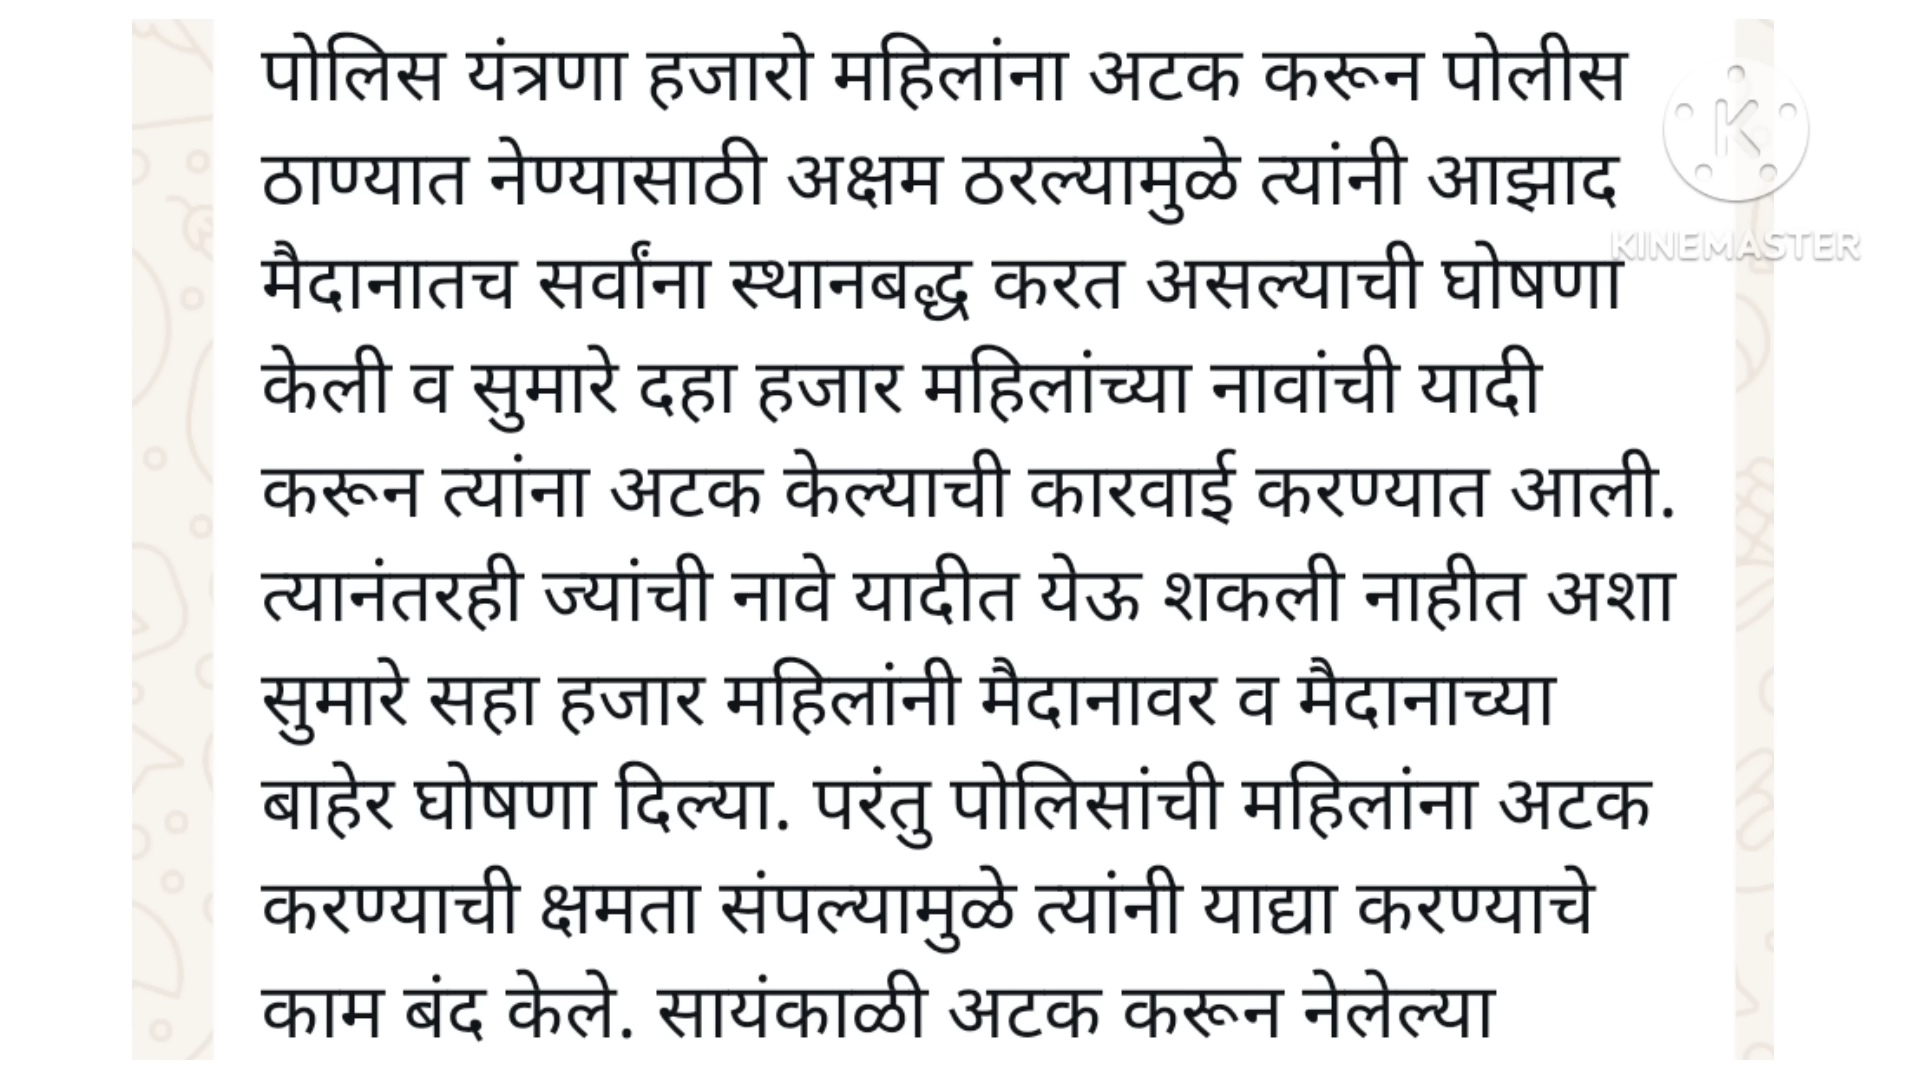 पोलिस यंत्रणा हजारो महिलांना अटक करून पोलीस
ठाण्यात नेण्यासाठी अक्षम ठरल्यामुळे त्यांनी आझाद
मैदानातच सर्वांना स्थानबद्ध करत असल्याची घोषणा
केली व सुमारे दहा हजार महिलांच्या नावांची यादी
करून त्यांना अटक केल्याची कारवाई करण्यात आली.
त्यानंतरही ज्यांची नावे यादीत येऊ शकली नाहीत अशा
सुमारे सहा हजार महिलांनी मैदानावर व मैदानाच्या
बाहेर घोषणा दिल्या. परंतु पोलिसांची महिलांना अटक
करण्याची क्षमता संपल्यामुळे त्यांनी याद्या करण्याचे
काम बंद केले. सायंकाळी अटक करून नेलेल्या
K
KINEMASTER